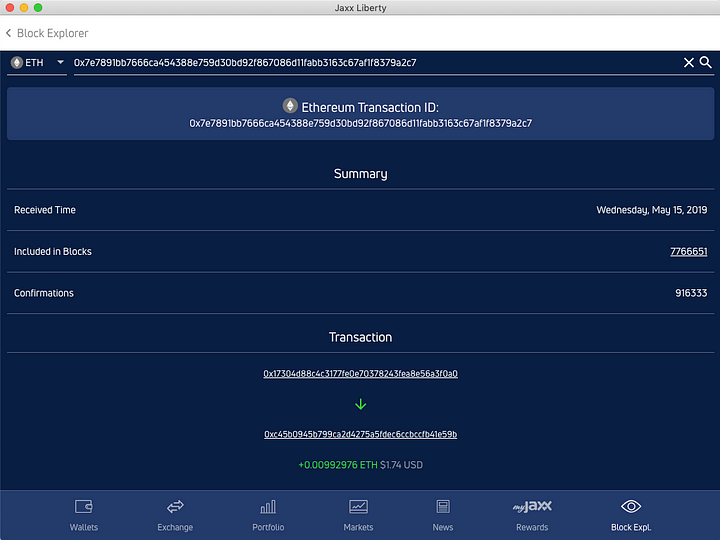 Jaxx Liberty
Block Explorer
ETH 0x7e7891bb7666ca454388e759d30bd92f867086d11fabb3163c67af1f8379a2c7
Ethereum Transaction ID:
0x7e7891bb7666ca454388e759d30bd92f867086d11fabb3163c67af1f8379a2c7
Summary
Received Time Wednesday, May 15, 2019
Included in Blocks 7766651
Confirmations 916333
Transaction
0x17304d88c4c3177fe0e70378243fea8e56a3f0a0
0xc45b0945b799ca2d4275a5fdec6ccbccfb41e59b
+0.00992976 ETH $1.74 USD
Wallets Exchange Portfolio Markets News myJAXX Rewards Block Expl.